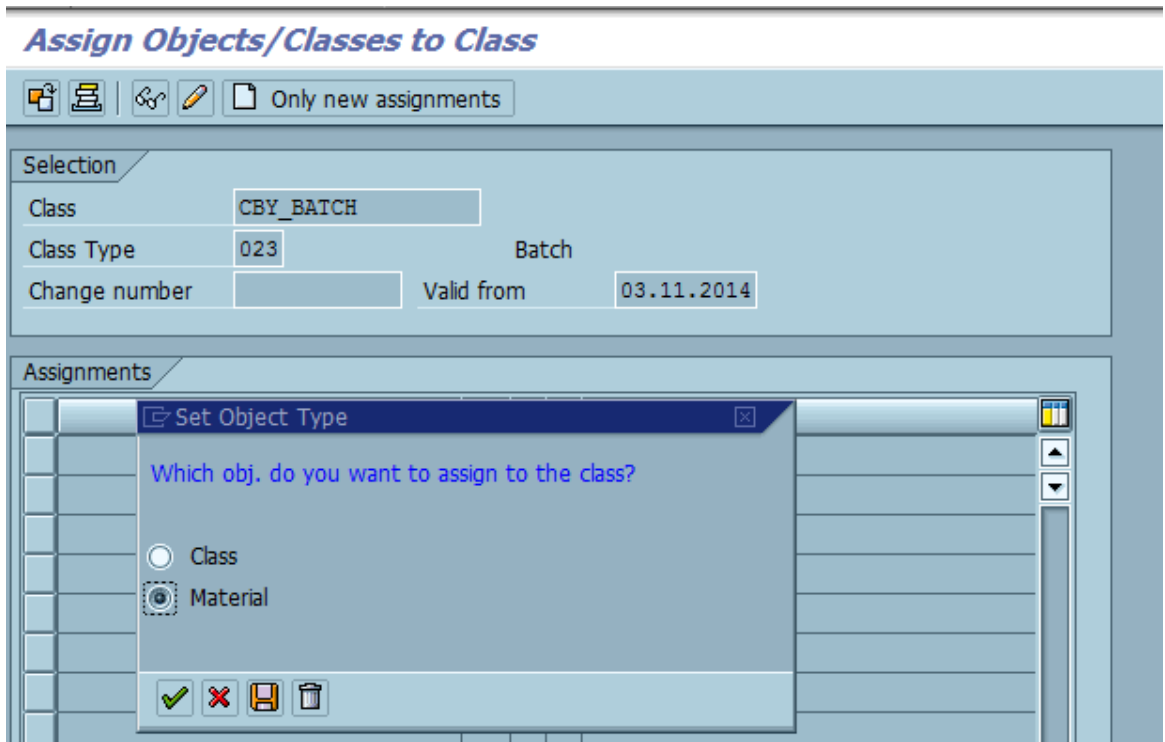 Assign Objects/Classes to Class
Only new assignments
Selection
Class CBY_BATCH
Class Type 023 Batch
Change number Valid from 03.11.2014
Assignments
Set Object Type
Which obj. do you want to assign to the class?
Class
Material